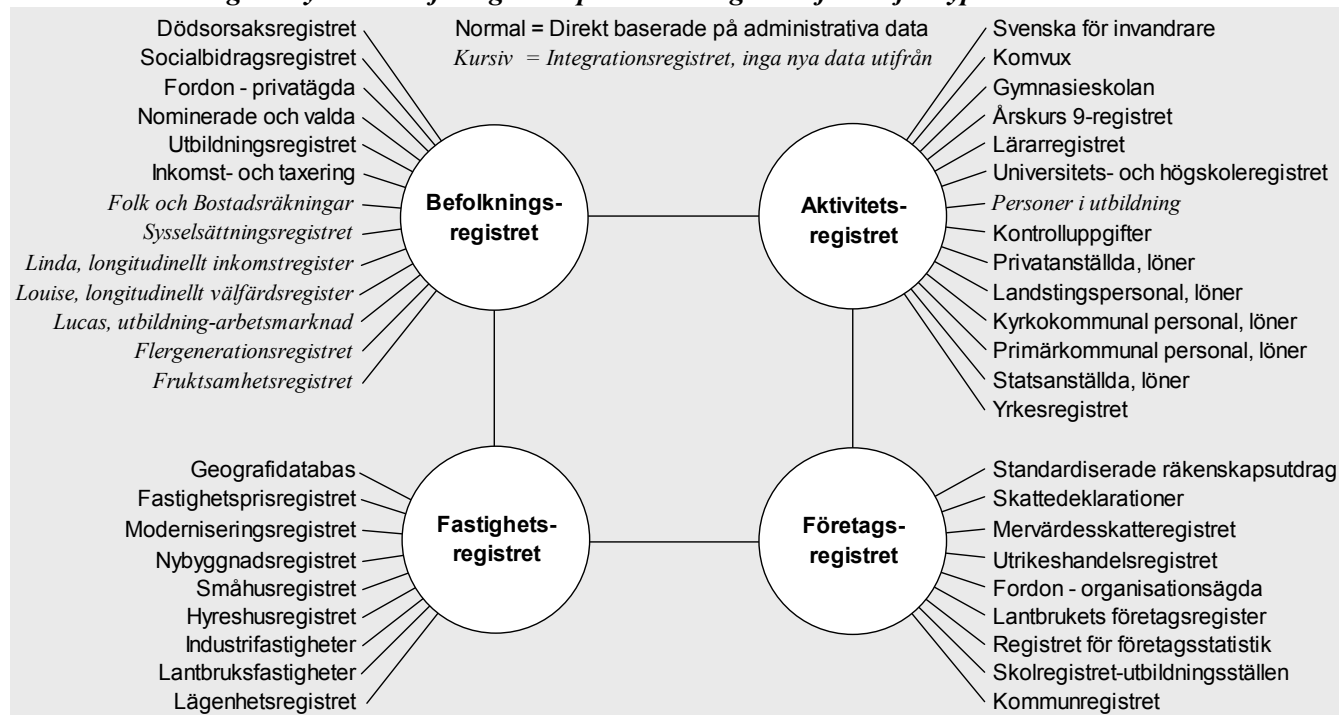 Dödsorsaksregistret
Socialbidragsregistret
Fordon - privatägda
Nominerade och valda
Utbildningsregistret
Inkomst- och taxering
Folk och Bostadsräkningar
Sysselsättningsregistret
Linda, longitudinellt inkomstregister
Louise, longitudinellt välfärdsregister
Lucas, utbildning-arbetsmarknad
Flergenerationsregistret
Fruktsamhetsregistret
Normal = Direkt baserade på administrativa data
Kursiv = Integrationsregistret, inga nya data utifrån
Befolknings-
registret
Aktivitets-
registret
Svenska för invandrare
Komvux
Gymnasieskolan
Årskurs 9-registret
Lärarregistret
Universitets- och högskoleregistret
Personer i utbildning
Kontrolluppgifter
Privatanställda, löner
Landstingspersonal, löner
Kyrkokommunal personal, löner
Primärkommunal personal, löner
Statsanställda, löner
Yrkesregistret
Geografidatabas
Fastighetsprisregistret
Moderniseringsregistret
Nybyggnadsregistret
Småhusregistret
Hyreshusregistret
Industrifastigheter
Lantbruksfastigheter
Lägenhetsregistret
Fastighets-
registret
Företags-
registret
Standardiserade räkenskapsutdrag
Skattedeklarationer
Mervärdesskatteregistret
Utrikeshandelsregistret
Fordon - organisationsägda
Lantbrukets företagsregister
Registret för företagsstatistik
Skolregistret-utbildningsställen
Kommunregistret